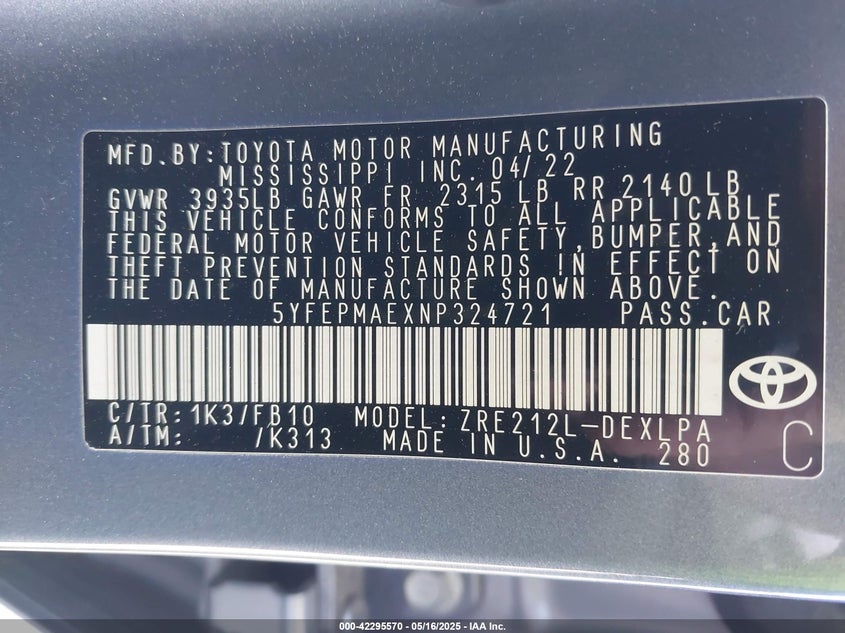 MFD.BY:TOYOTA MOTOR MANUFACTURING
MISSISSIPPI INC. 04/22
GVWR 3935LB GAWR FR 2315 LB RR 2140LB
THIS VEHICLE CONFORMS TO ALL APPLICABLE
FEDERAL MOTOR VEHICLE SAFETY,BUMPER,AND
THEFT PREVENTION STANDARDS IN EFFECT ON
THE DATE OF MANUFACTURE SHOWN ABOVE.
5YFEPMAEXNP324721 PASS.CAR
C/TR:1K3/FB10 MODEL:ZRE212L-DEXLPA
A/TM: /K313 MADE IN U.S.A. 280
C
000-42295570 — 05/16/2025 — IAA Inc.